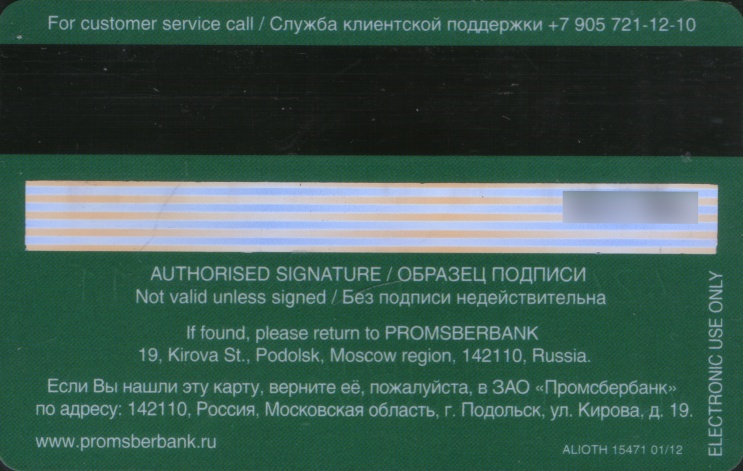 For customer service call / Служба клиентской поддержки +7 905 721-12-10
AUTHORISED SIGNATURE / ОБРАЗЕЦ ПОДПИСИ
Not valid unless signed / Без подписи недействительна
If found, please return to PROMSBERBANK
19, Kirova St., Podolsk, Moscow region, 142110, Russia.
Если Вы нашли эту карту, верните её, пожалуйста, в ЗАО «Промсбербанк»
по адресу: 142110, Россия, Московская область, г. Подольск, ул. Кирова, д. 19.
www.promsberbank.ru
ALIOTH 15471 01/12
ELECTRONIC USE ONLY